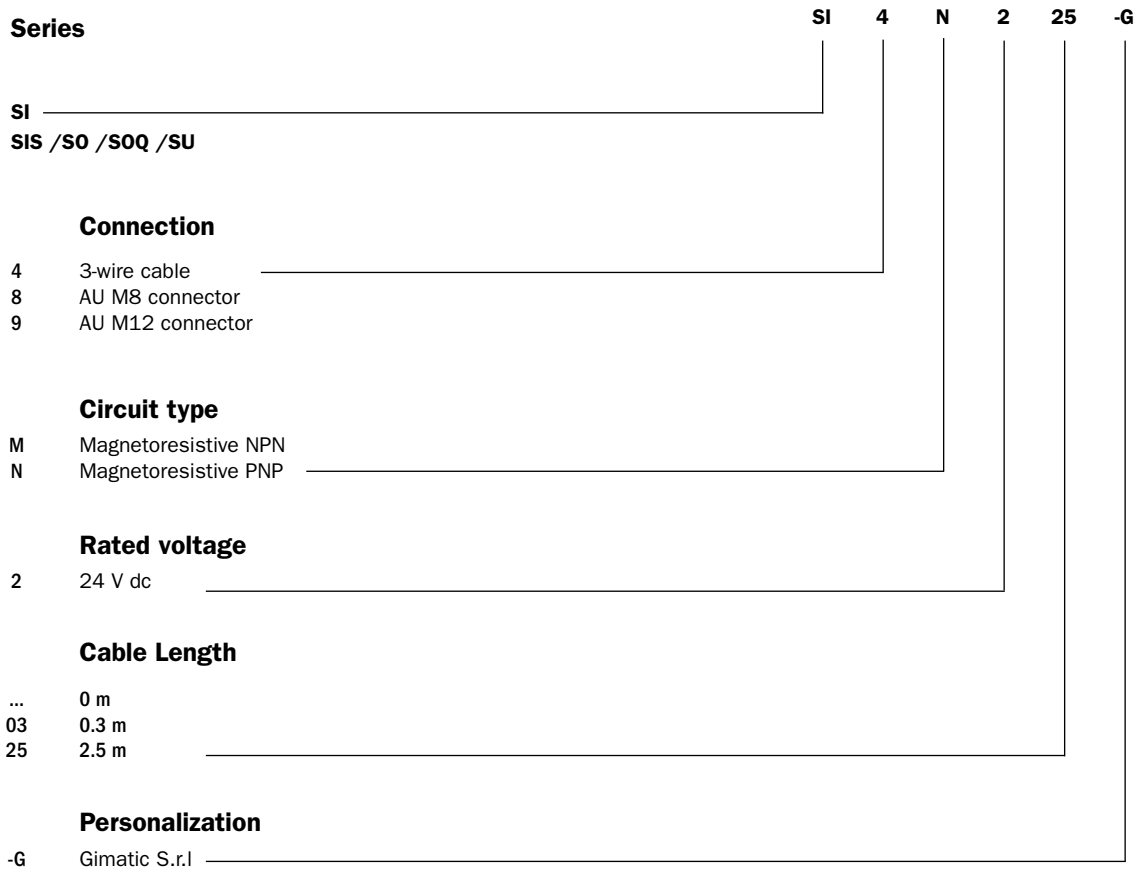 Series SI 4 N 2 25 -G
SI
SIS /SO /SOQ /SU
Connection
4 3-wire cable
8 AU M8 connector
9 AU M12 connector
Circuit type
M Magnetoresistive NPN
N Magnetoresistive PNP
Rated voltage
2 24 V dc
Cable Length
... 0 m
03 0.3 m
25 2.5 m
Personalization
-G Gimatic S.r.l